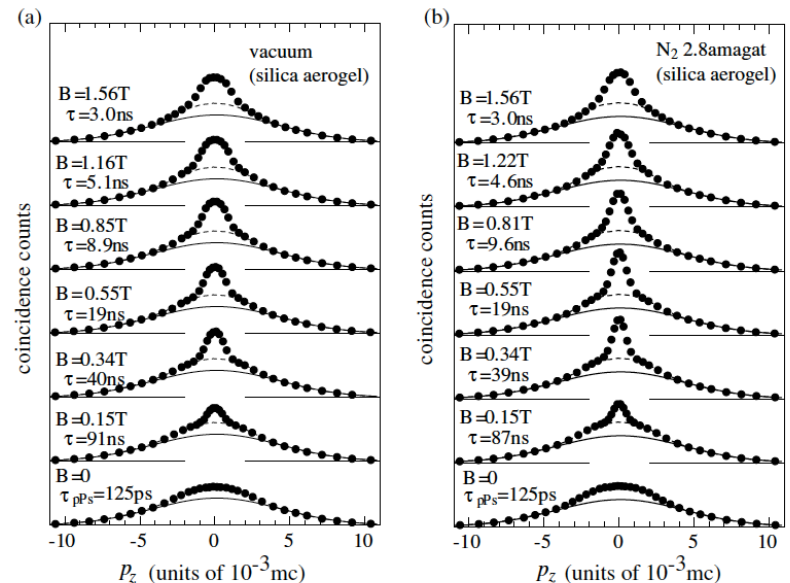 (a)
vacuum
(silica aerogel)
B=1.56T
τ=3.0ns
B=1.16T
τ=5.1ns
B=0.85T
τ=8.9ns
B=0.55T
τ=19ns
B=0.34T
τ=40ns
B=0.15T
τ=91ns
B=0
τpPs=125ps
coincidence counts
-10 -5 0 5 10
pz (units of 10-3mc)
(b)
N2 2.8amagat
(silica aerogel)
B=1.56T
τ=3.0ns
B=1.22T
τ=4.6ns
B=0.81T
τ=9.6ns
B=0.55T
τ=19ns
B=0.34T
τ=39ns
B=0.15T
τ=87ns
B=0
τpPs=125ps
coincidence counts
-10 -5 0 5 10
pz (units of 10-3mc)